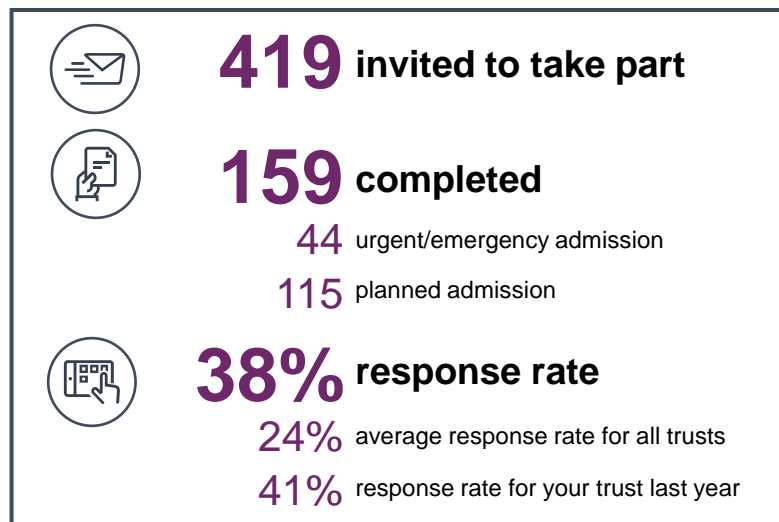 419 invited to take part
159 completed
44 urgent/emergency admission
115 planned admission
38% response rate
24% average response rate for all trusts
41% response rate for your trust last year